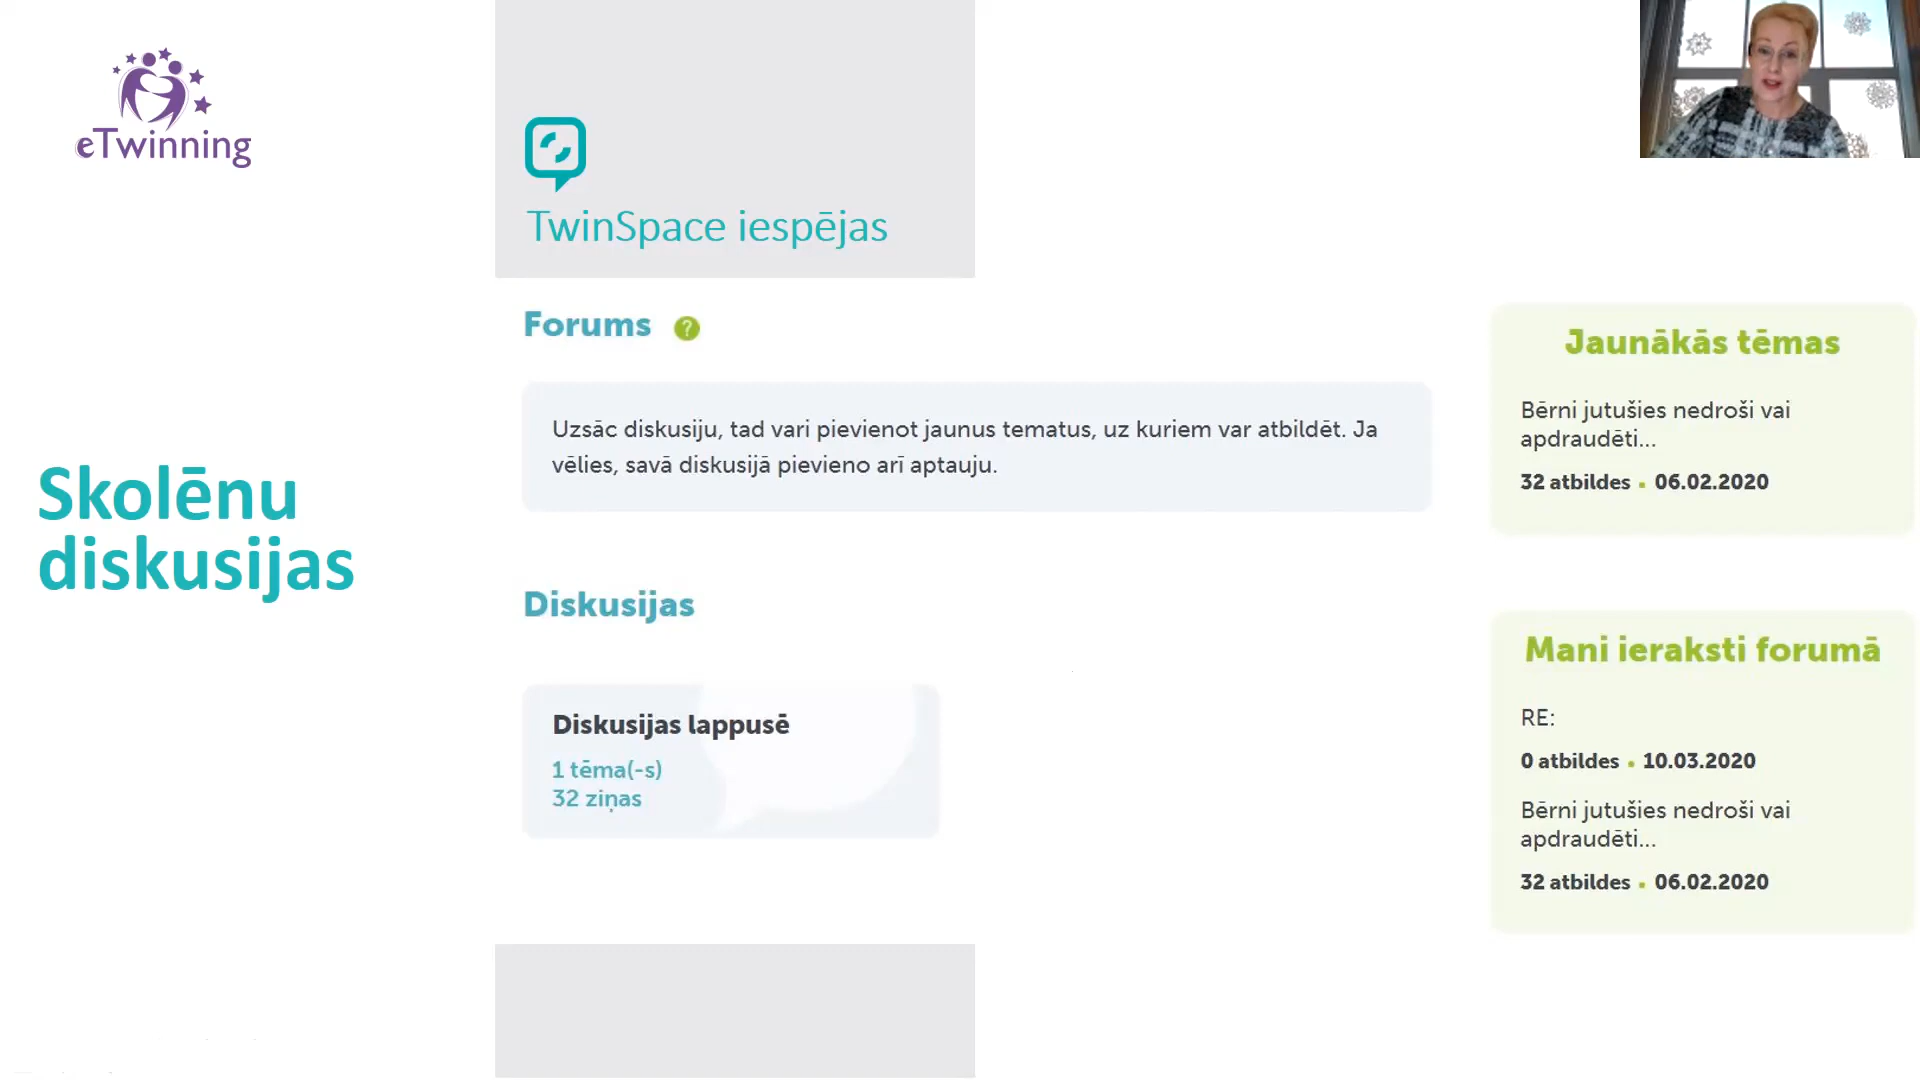 eTwinning
TwinSpace iespējas
Skolēnu
diskusijas
Forums ?
Uzsāc diskusiju, tad vari pievienot jaunus tematus, uz kuriem var atbildēt. Ja
vēlies, savā diskusijā pievieno arī aptauju.
Diskusijas
Diskusijas lappusē
1 tēma(-s)
32 ziņas
Jaunākās tēmas
Bērni jutušies nedroši vai
apdraudēti...
32 atbildes ▪ 06.02.2020
Mani ieraksti forumā
RE:
0 atbildes ▪ 10.03.2020
Bērni jutušies nedroši vai
apdraudēti...
32 atbildes ▪ 06.02.2020